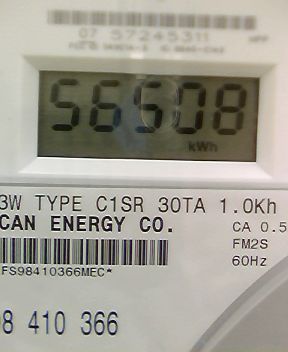 07 57245311
56508
kWh
3W TYPE C1SR 30TA 1.0Kh
CAN ENERGY CO.
CA 0.5
FM2S
FS98410366MEC*
60Hz
98 410 366